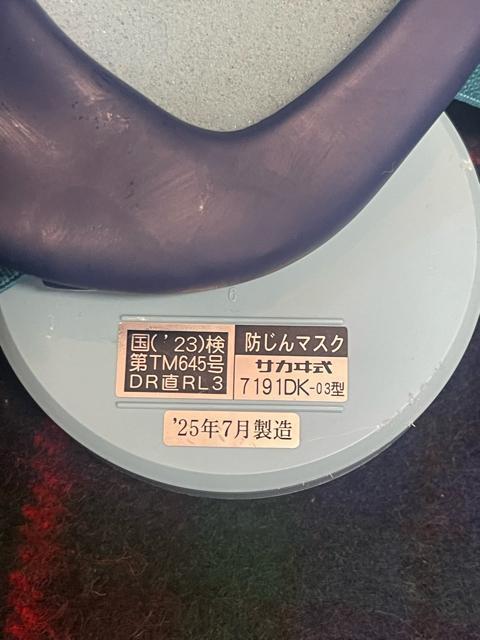 6
国('23)検
第TM645号
DR直RL3
防じんマスク
サカヰ式
7191DK-03型
'25年7月製造